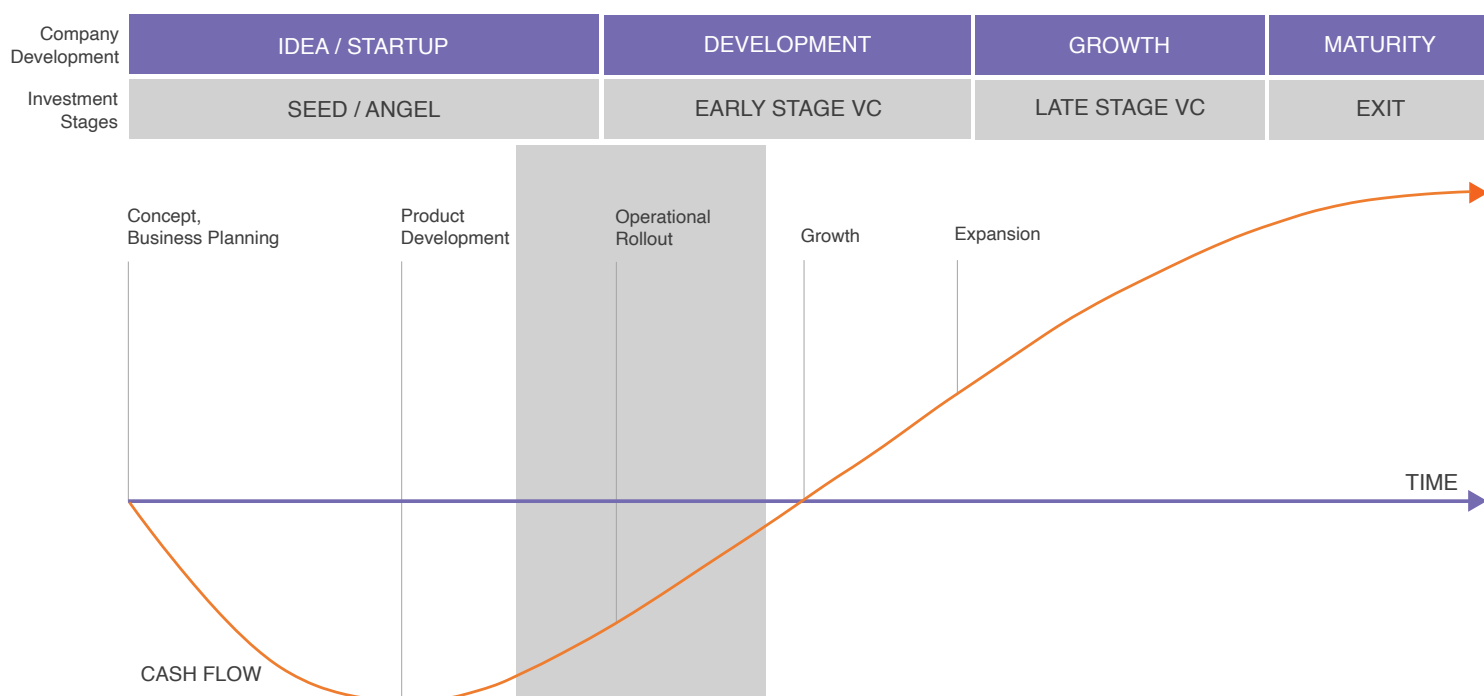 Company
Development
IDEA / STARTUP
DEVELOPMENT
GROWTH
MATURITY
Investment
Stages
SEED / ANGEL
EARLY STAGE VC
LATE STAGE VC
EXIT
Concept,
Business Planning
Product
Development
Operational
Rollout
Growth
Expansion
TIME
CASH FLOW